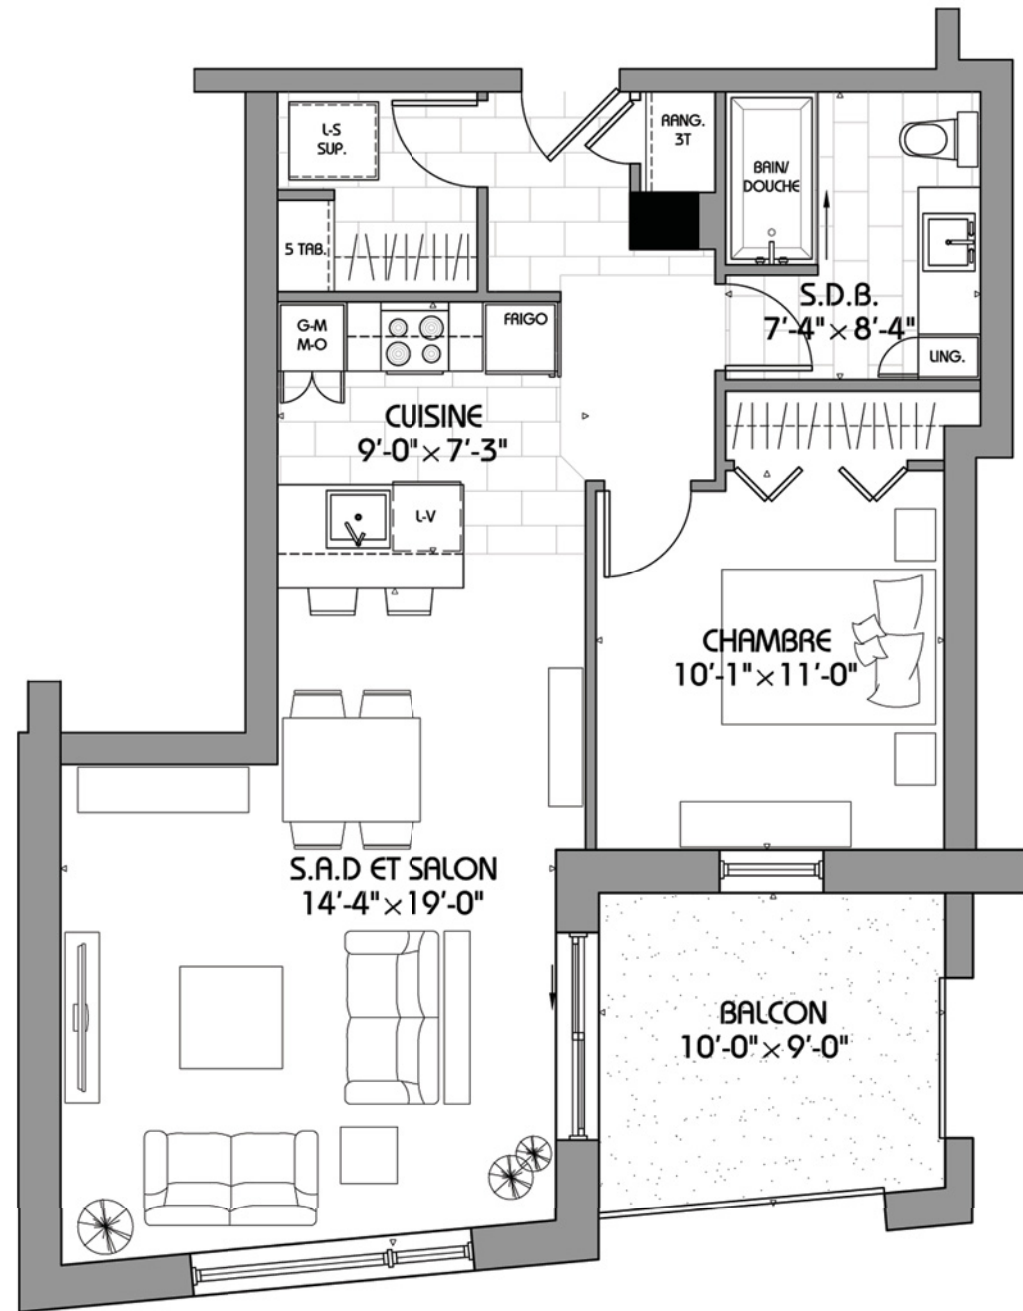 L-S
SUP.
RANG.
3T
BAIN/
DOUCHE
5 TAB.
S.D.B.
7'-4" × 8'-4"
G-M
M-O
FRIGO
LING.
CUISINE
9'-0" × 7'-3"
L-V
CHAMBRE
10'-1" × 11'-0"
S.A.D ET SALON
14'-4" × 19'-0"
BALCON
10'-0" × 9'-0"